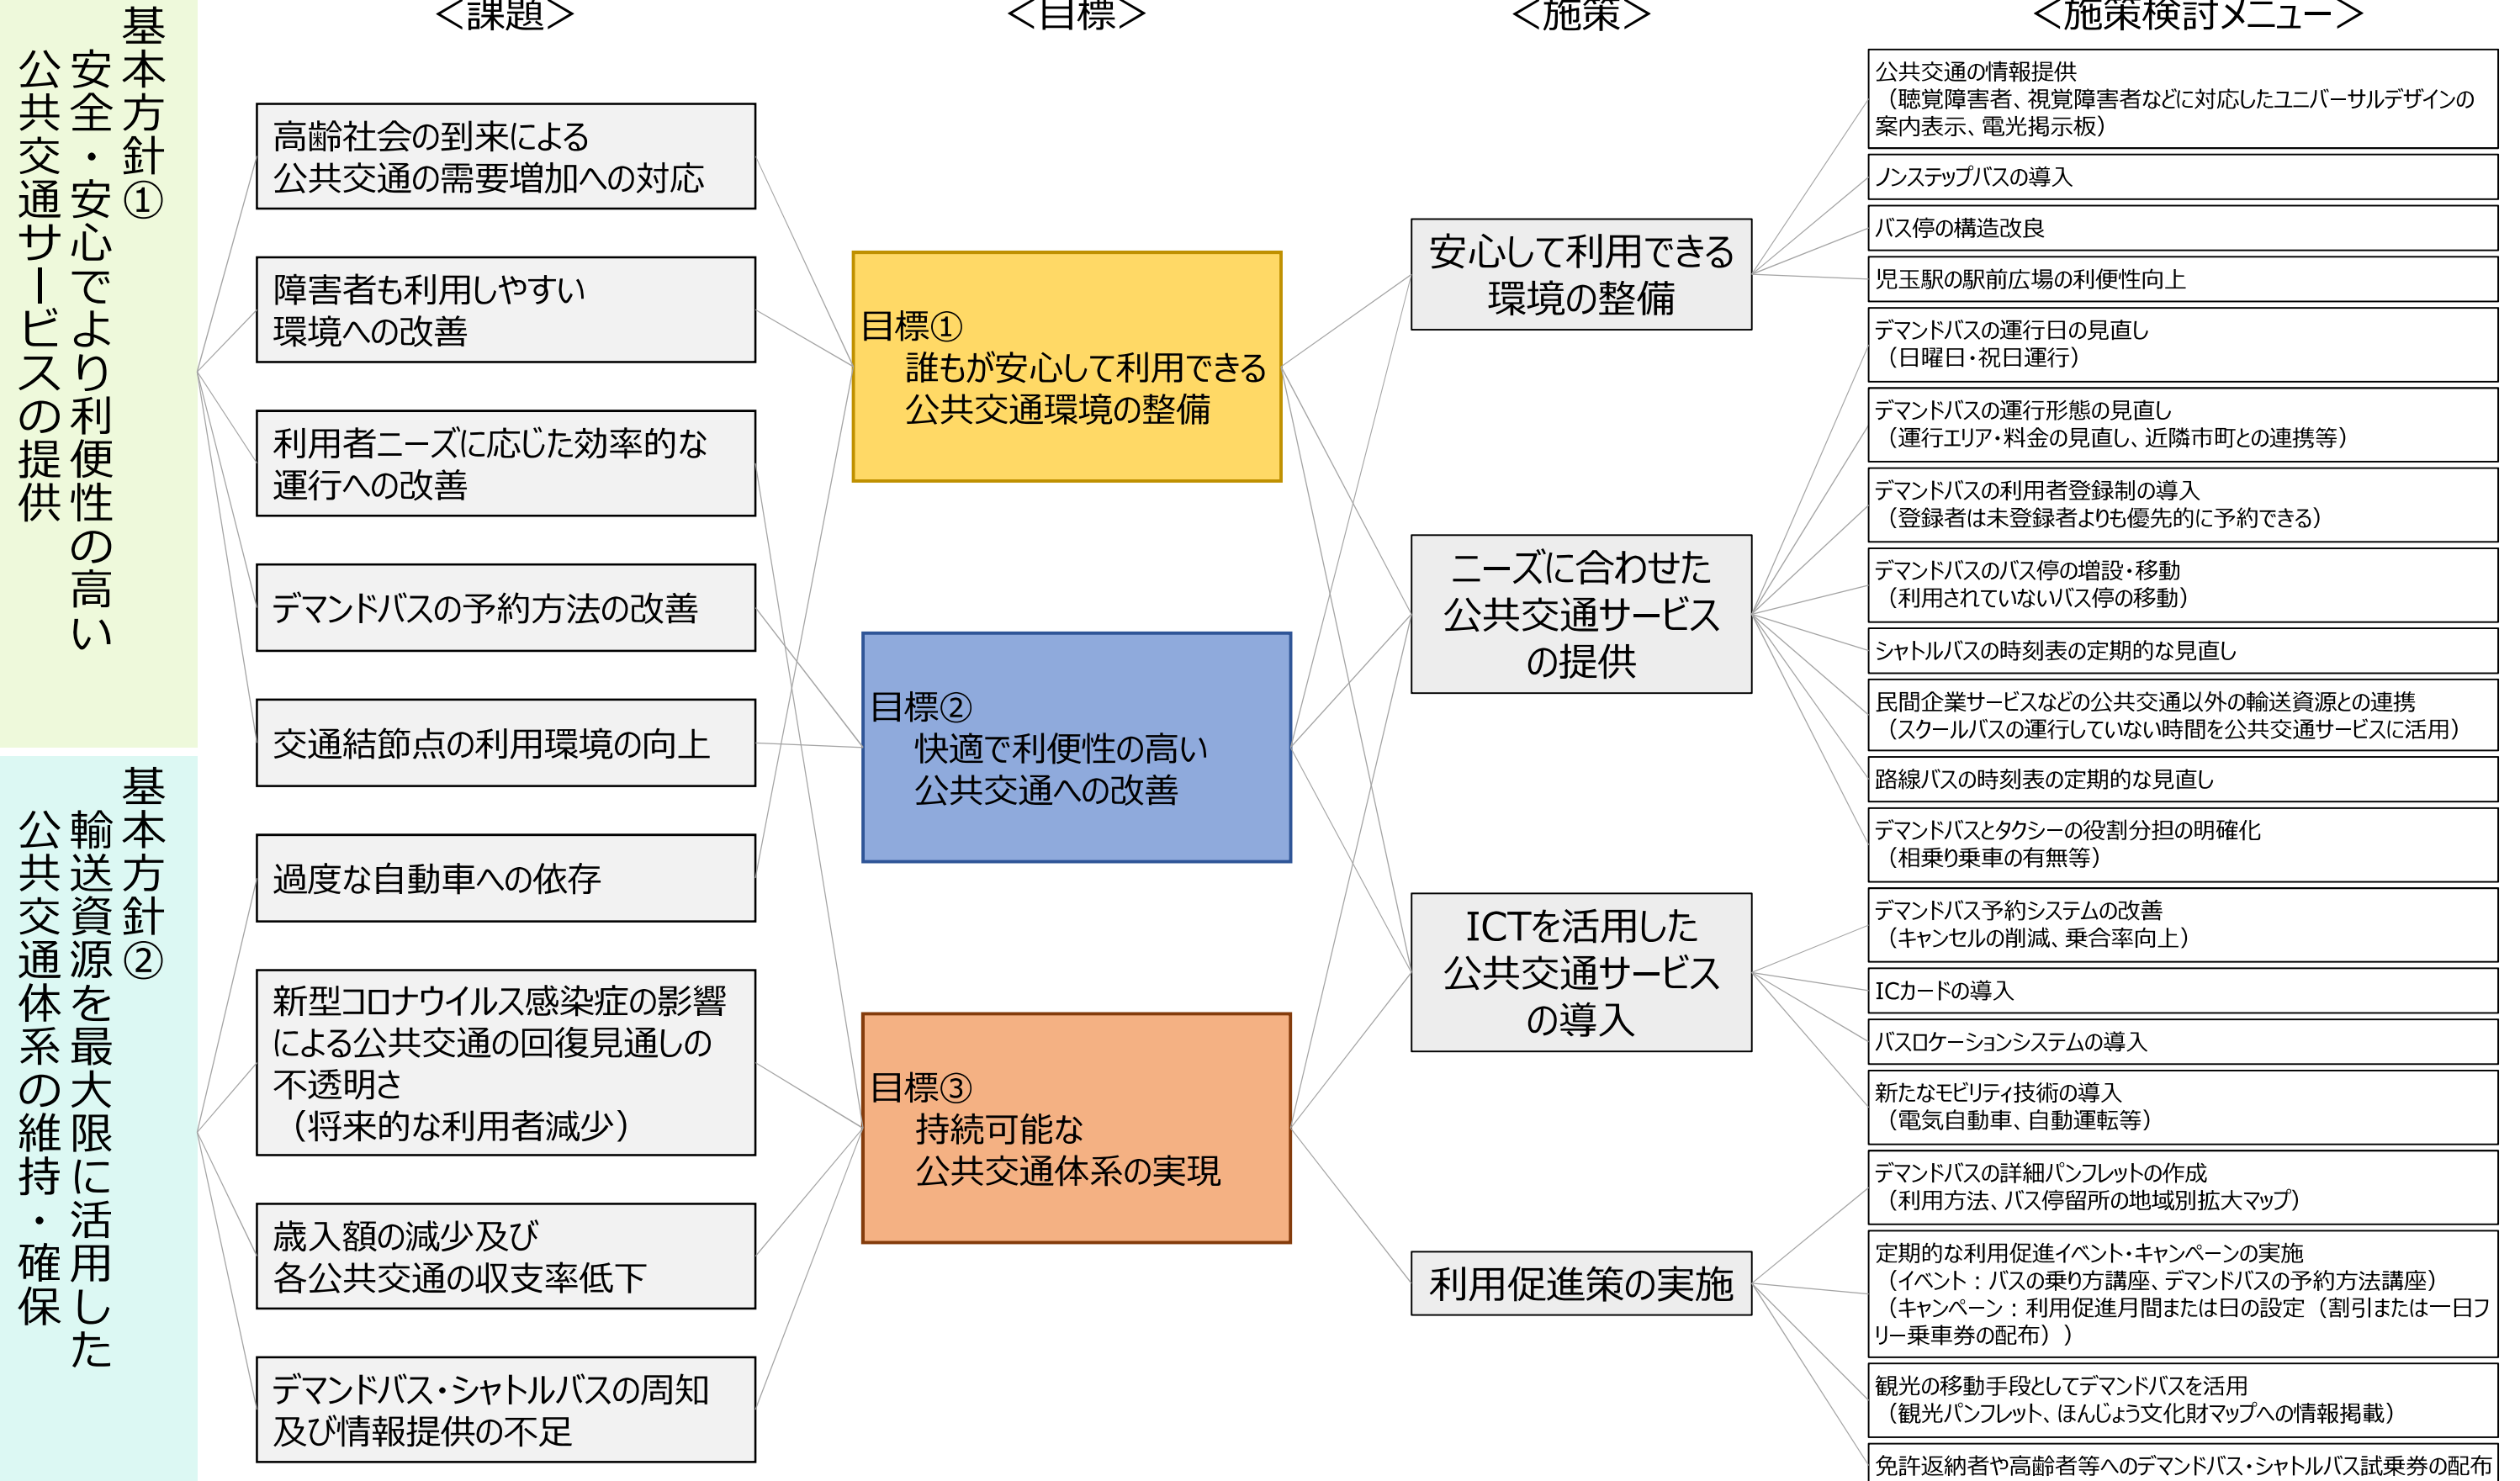 ＜課題＞
＜目標＞
＜施策＞
＜施策検討メニュー＞
基本方針①
安全・安心でより利便性の高い
公共交通サービスの提供
基本方針②
輸送資源を最大限に活用した
公共交通体系の維持・確保
高齢社会の到来による
公共交通の需要増加への対応
障害者も利用しやすい
環境への改善
利用者ニーズに応じた効率的な
運行への改善
デマンドバスの予約方法の改善
交通結節点の利用環境の向上
過度な自動車への依存
新型コロナウイルス感染症の影響
による公共交通の回復見通しの
不透明さ
（将来的な利用者減少）
歳入額の減少及び
各公共交通の収支率低下
デマンドバス・シャトルバスの周知
及び情報提供の不足
目標①
誰もが安心して利用できる
公共交通環境の整備
目標②
快適で利便性の高い
公共交通への改善
目標③
持続可能な
公共交通体系の実現
安心して利用できる
環境の整備
ニーズに合わせた
公共交通サービス
の提供
ICTを活用した
公共交通サービス
の導入
利用促進策の実施
公共交通の情報提供
（聴覚障害者、視覚障害者などに対応したユニバーサルデザインの
案内表示、電光掲示板）
ノンステップバスの導入
バス停の構造改良
児玉駅の駅前広場の利便性向上
デマンドバスの運行日の見直し
（日曜日・祝日運行）
デマンドバスの運行形態の見直し
（運行エリア・料金の見直し、近隣市町との連携等）
デマンドバスの利用者登録制の導入
（登録者は未登録者よりも優先的に予約できる）
デマンドバスのバス停の増設・移動
（利用されていないバス停の移動）
シャトルバスの時刻表の定期的な見直し
民間企業サービスなどの公共交通以外の輸送資源との連携
（スクールバスの運行していない時間を公共交通サービスに活用）
路線バスの時刻表の定期的な見直し
デマンドバスとタクシーの役割分担の明確化
（相乗り乗車の有無等）
デマンドバス予約システムの改善
（キャンセルの削減、乗合率向上）
ICカードの導入
バスロケーションシステムの導入
新たなモビリティ技術の導入
（電気自動車、自動運転等）
デマンドバスの詳細パンフレットの作成
（利用方法、バス停留所の地域別拡大マップ）
定期的な利用促進イベント・キャンペーンの実施
（イベント：バスの乗り方講座、デマンドバスの予約方法講座）
（キャンペーン：利用促進月間または日の設定（割引または一日フ
リー乗車券の配布））
観光の移動手段としてデマンドバスを活用
（観光パンフレット、ほんじょう文化財マップへの情報掲載）
免許返納者や高齢者等へのデマンドバス・シャトルバス試乗券の配布